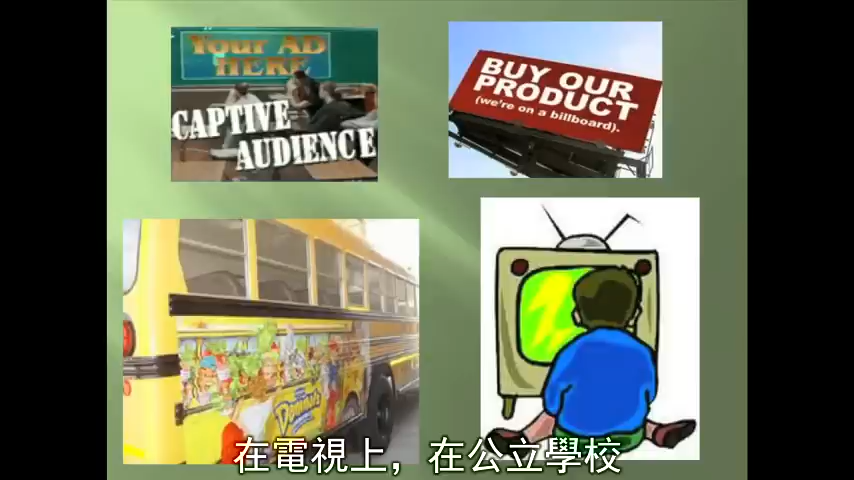 Your AD
HERE
CAPTIVE
AUDIENCE
BUY OUR
PRODUCT
(we're on a billboard).
在電視上，在公立學校